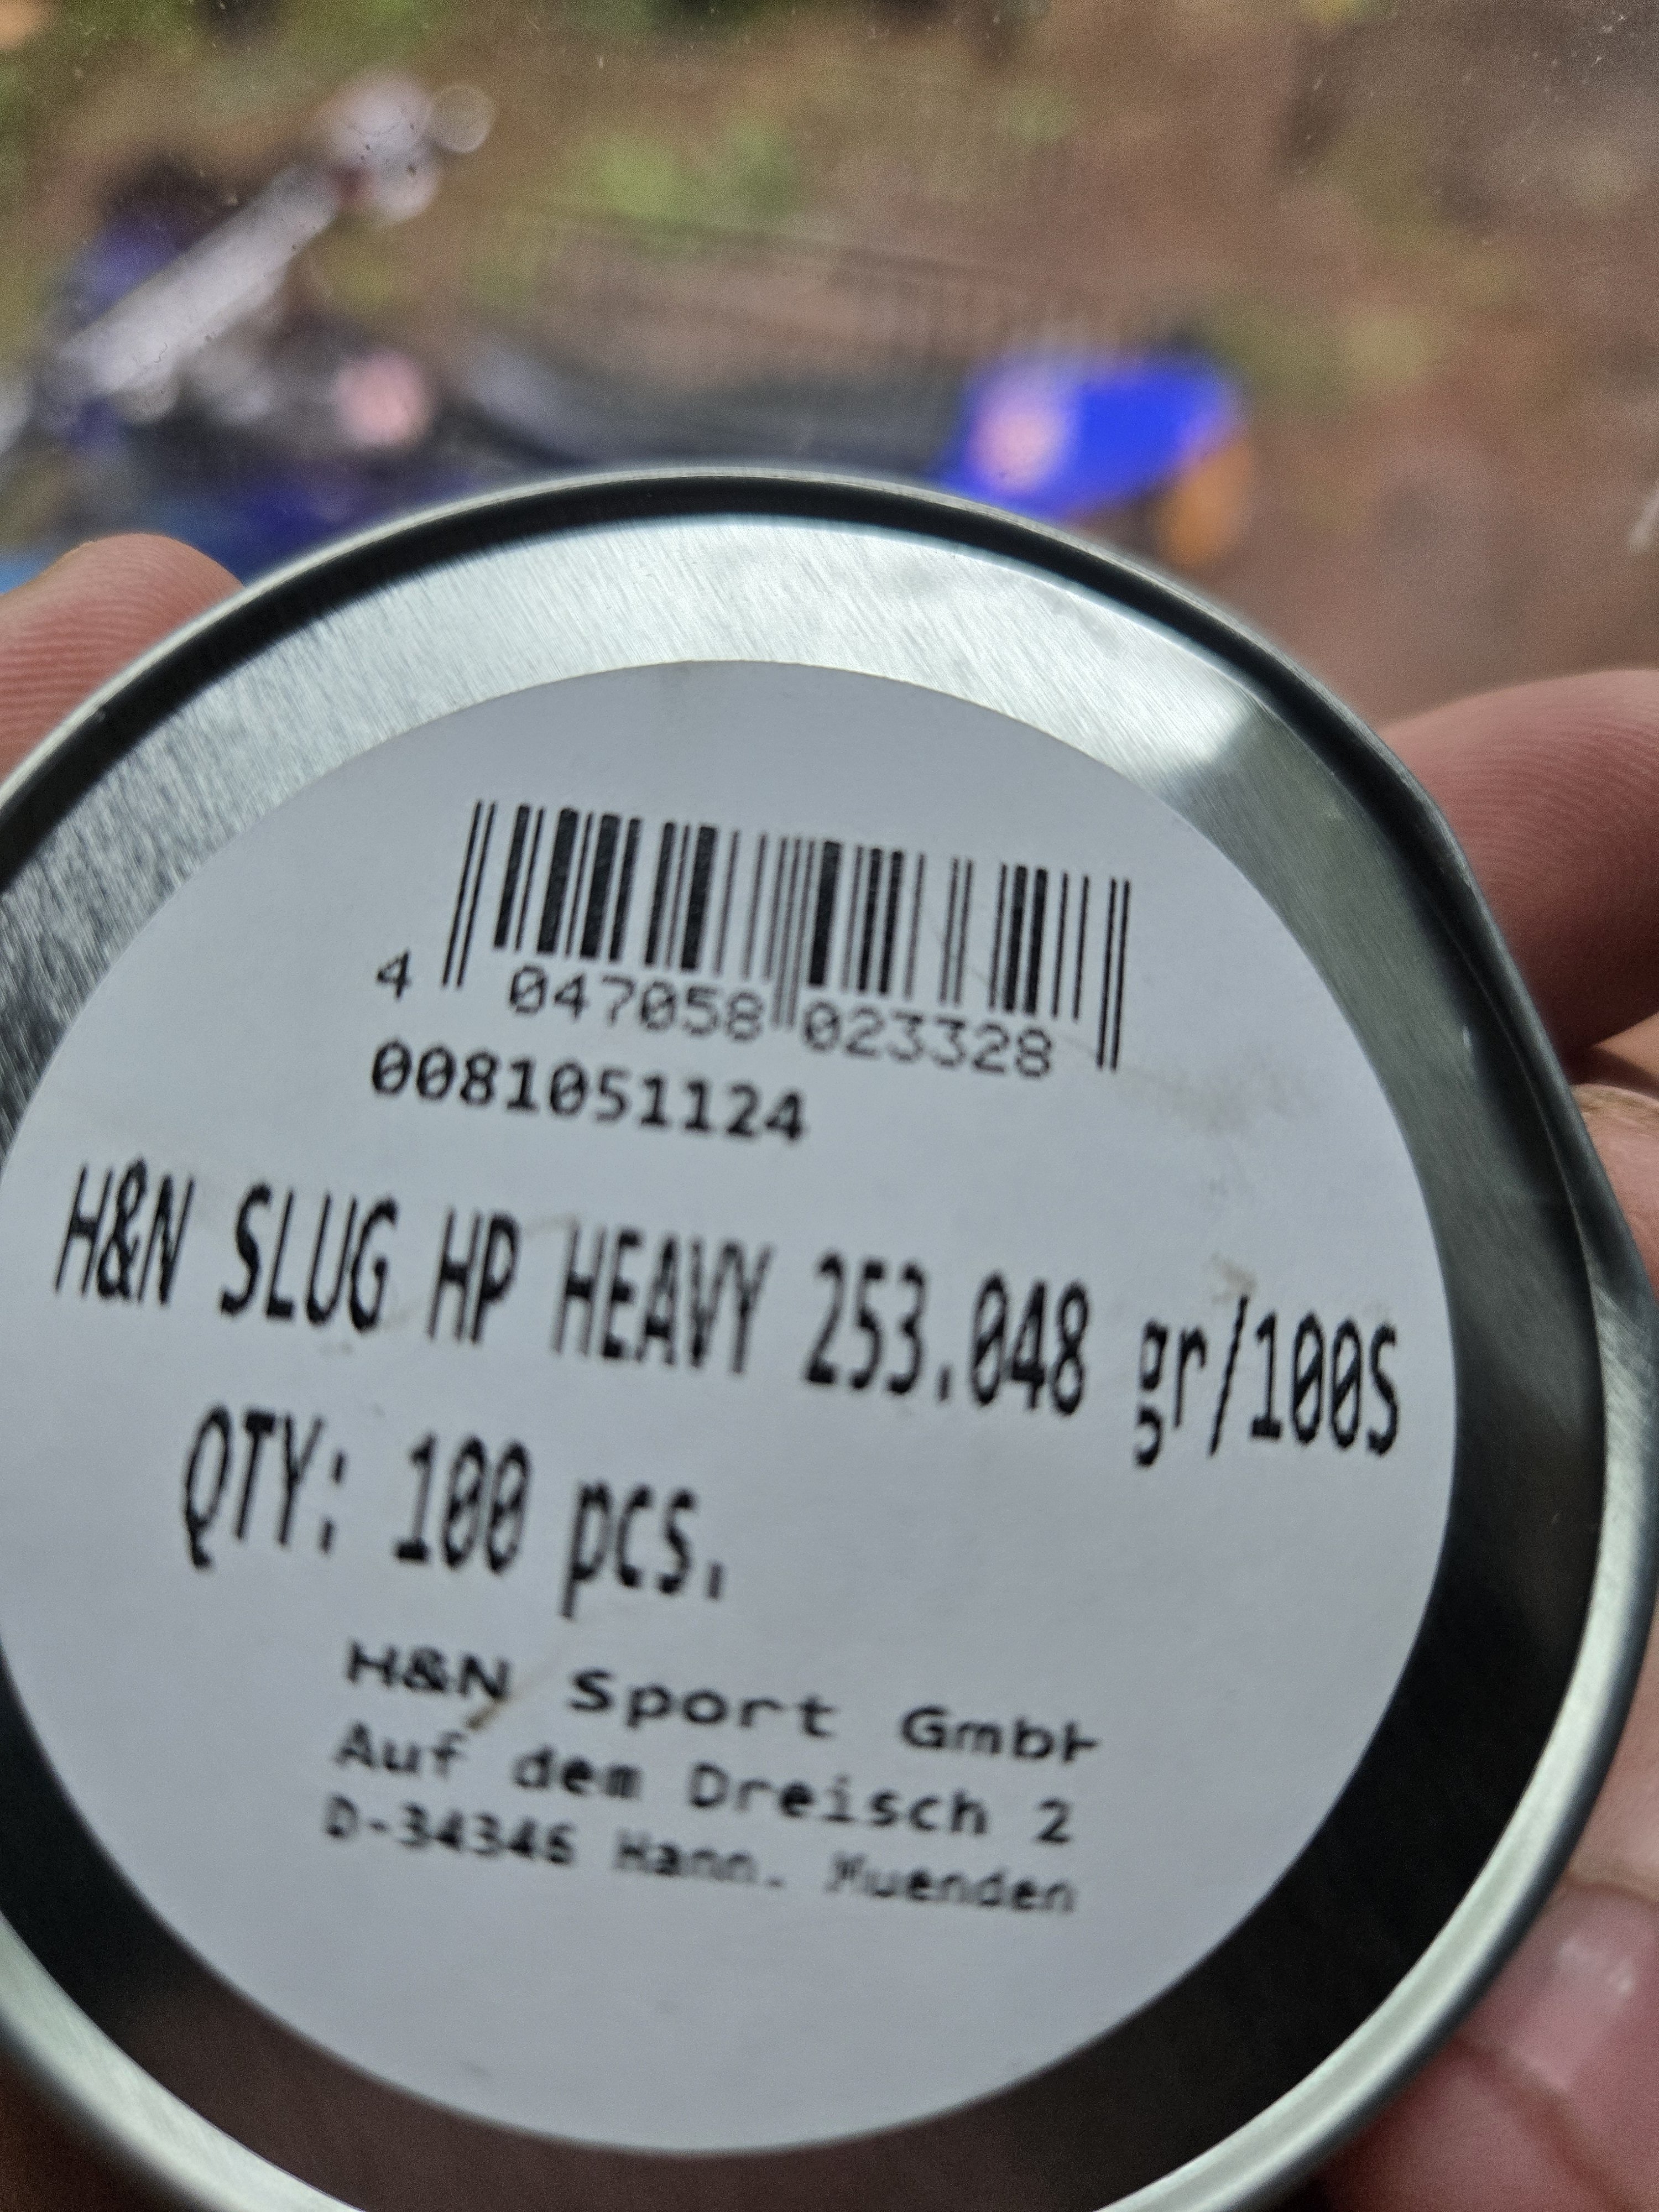 4 047058 023328
0081051124
H&N SLUG HP HEAVY 253.048 gr/100S
QTY: 100 pcs.
H&N Sport GmbH
Auf dem Dreisch 2
D-34346 Hann. Muenden